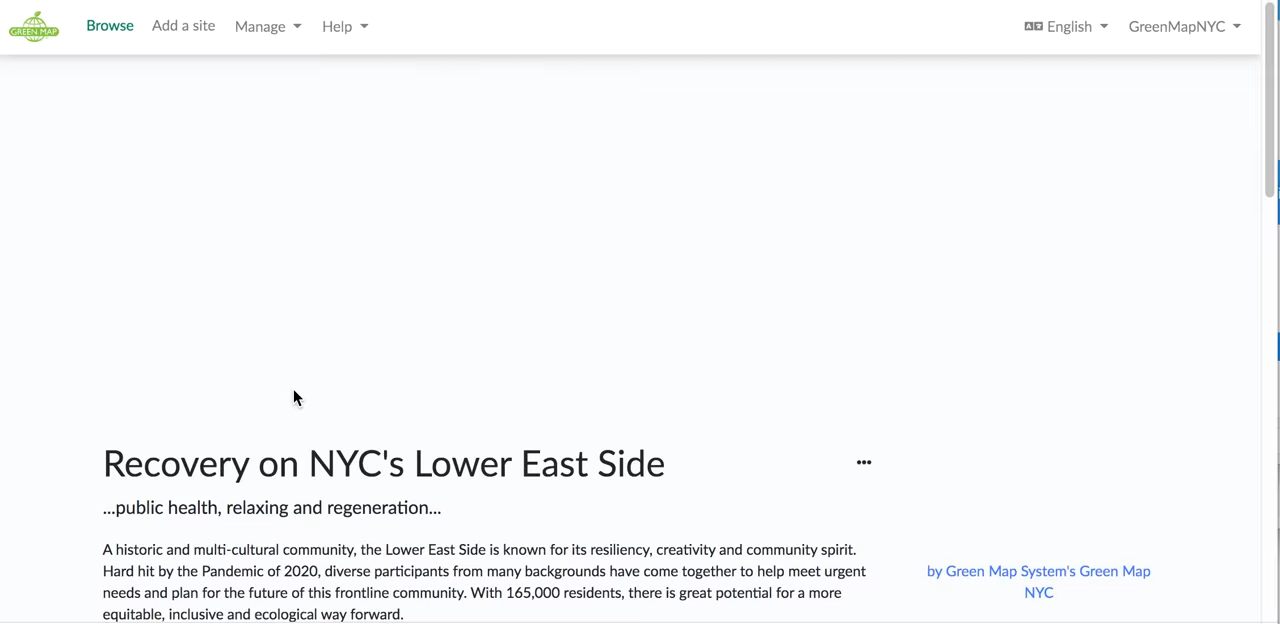 GREEN MAP Browse Add a site Manage Help English GreenMapNYC
Recovery on NYC's Lower East Side
...public health, relaxing and regeneration...
A historic and multi-cultural community, the Lower East Side is known for its resiliency, creativity and community spirit.
Hard hit by the Pandemic of 2020, diverse participants from many backgrounds have come together to help meet urgent
needs and plan for the future of this frontline community. With 165,000 residents, there is great potential for a more
equitable, inclusive and ecological way forward.
by Green Map System's Green Map
NYC